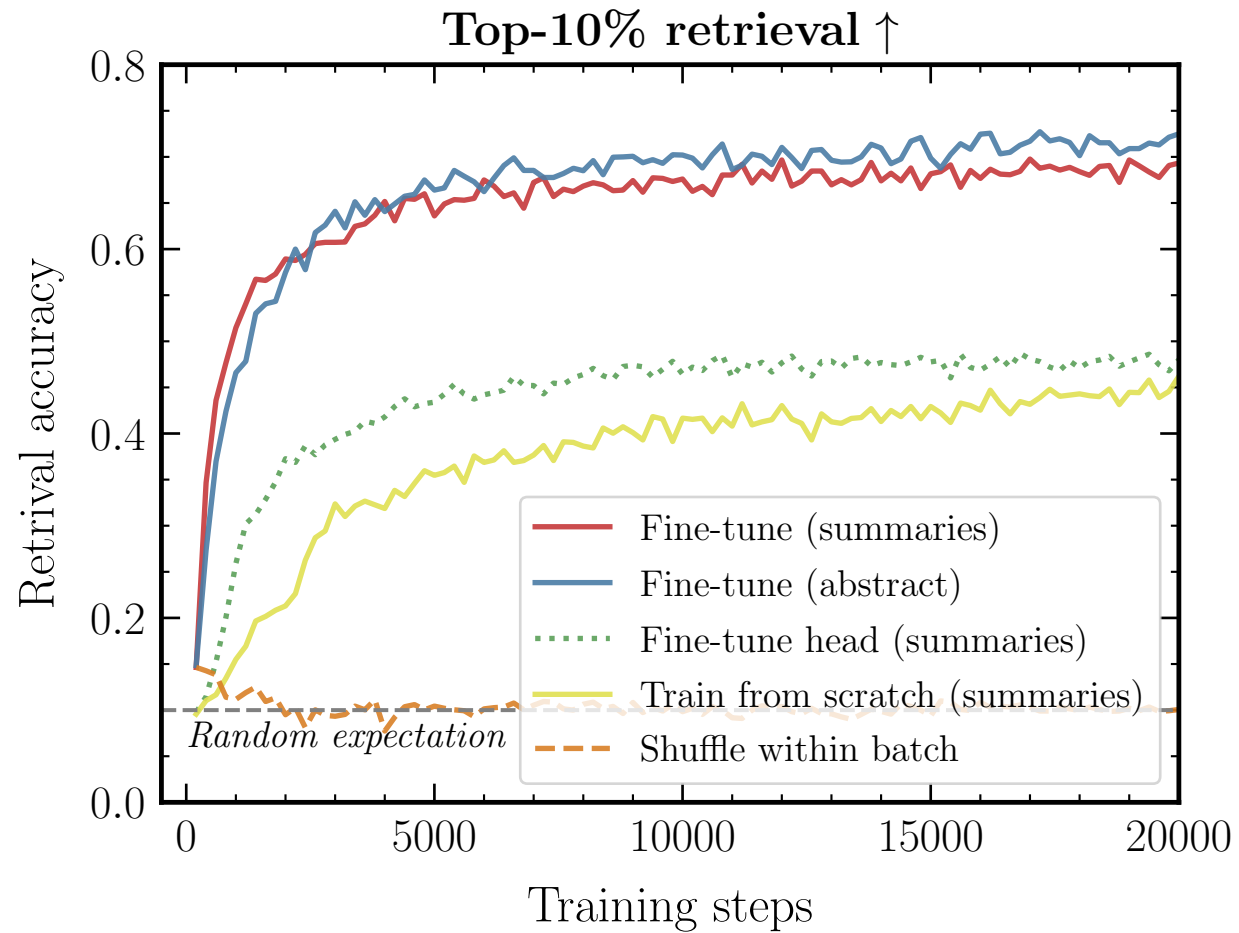 Top-10% retrieval ↑
0.8
0.6
0.4
0.2
0.0
Retrival accuracy
Fine-tune (summaries)
Fine-tune (abstract)
Fine-tune head (summaries)
Train from scratch (summaries)
Shuffle within batch
Random expectation
0 5000 10000 15000 20000
Training steps